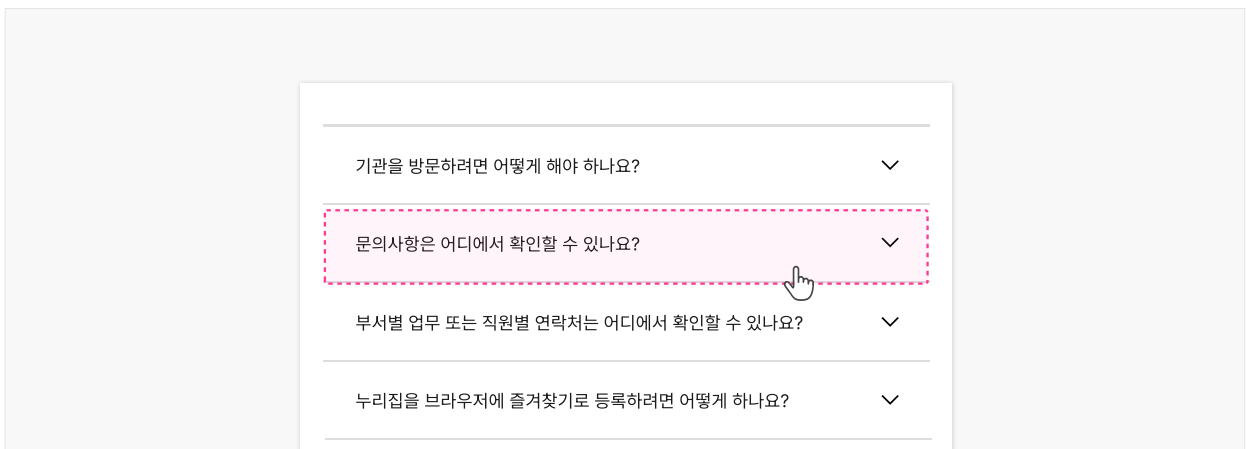 기관을 방문하려면 어떻게 해야 하나요?
문의사항은 어디에서 확인할 수 있나요?
부서별 업무 또는 직원별 연락처는 어디에서 확인할 수 있나요?
누리집을 브라우저에 즐겨찾기로 등록하려면 어떻게 하나요?